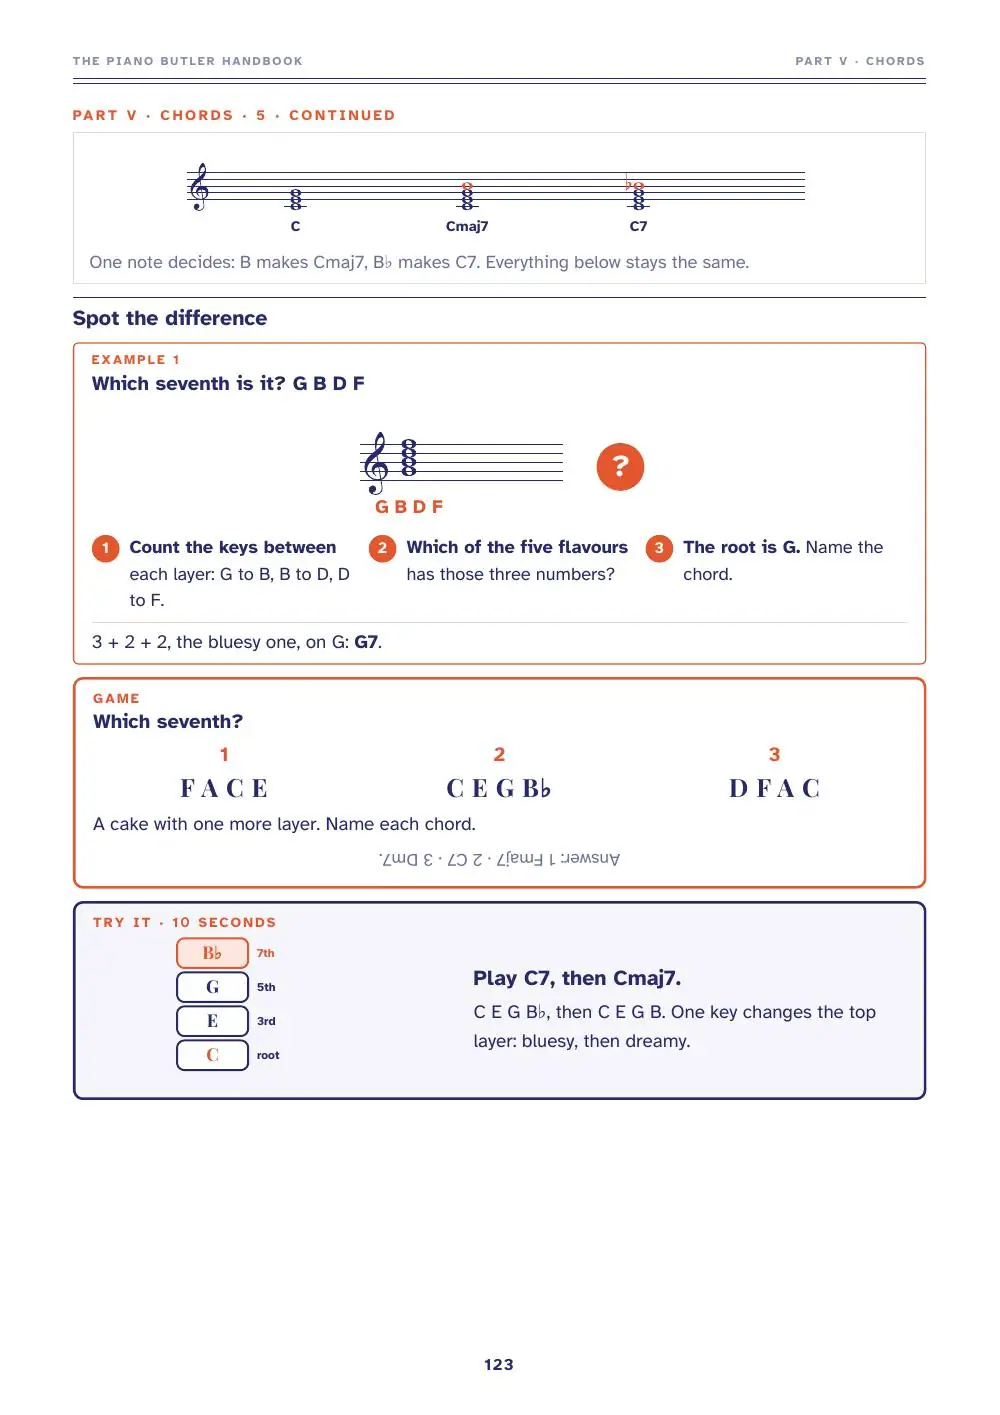 THE PIANO BUTLER HANDBOOK
PART V · CHORDS
PART V · CHORDS · 5 · CONTINUED
C
Cmaj7
C7
One note decides: B makes Cmaj7, B♭ makes C7. Everything below stays the same.
Spot the difference
EXAMPLE 1
Which seventh is it? G B D F
?
G B D F
1 Count the keys between
each layer: G to B, B to D, D
to F.
2 Which of the five flavours
has those three numbers?
3 The root is G. Name the
chord.
3 + 2 + 2, the bluesy one, on G: G7.
GAME
Which seventh?
1
2
3
F A C E
C E G B♭
D F A C
A cake with one more layer. Name each chord.
Answer: 1 Fmaj7 · 2 C7 · 3 Dm7.
TRY IT · 10 SECONDS
B♭ 7th
G 5th
E 3rd
C root
Play C7, then Cmaj7.
C E G B♭, then C E G B. One key changes the top
layer: bluesy, then dreamy.
123